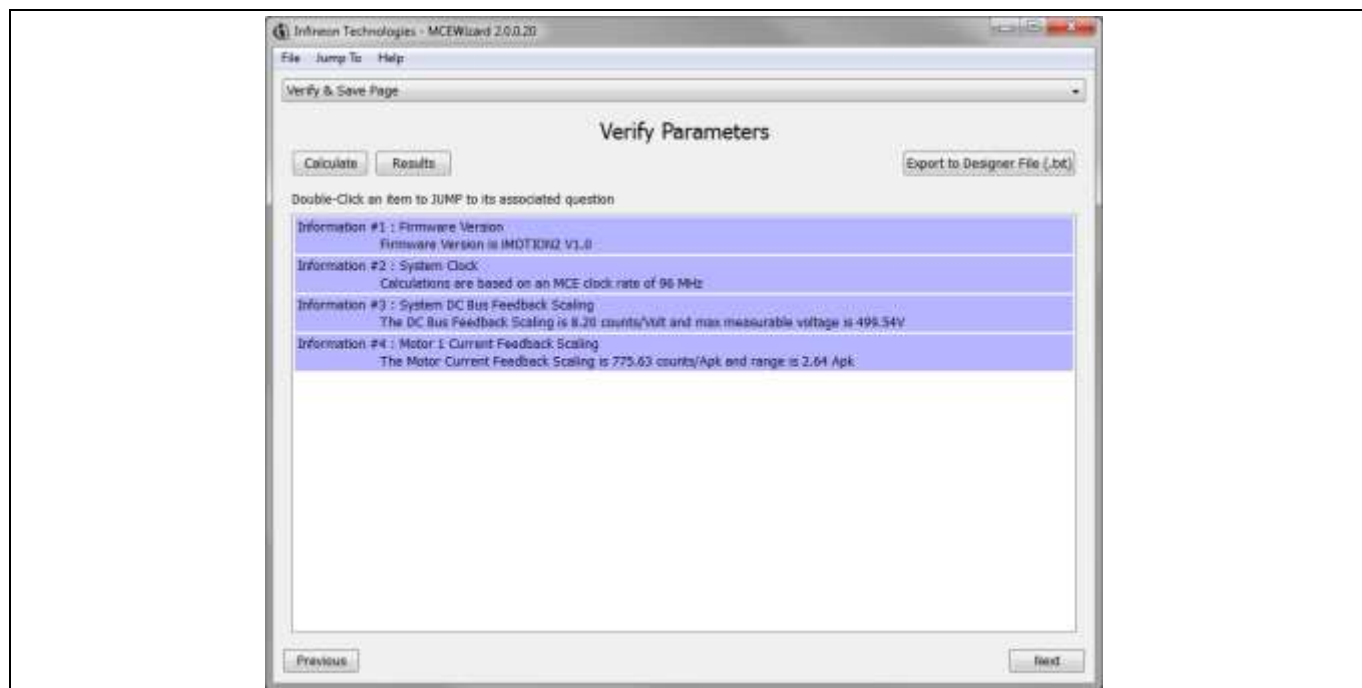 Infineon Technologies - MCEWizard 2.0.0.20
File Jump To Help
Verify & Save Page
Verify Parameters
Calculate Results Export to Designer File (.txt)
Double-Click an item to JUMP to its associated question
Information #1 : Firmware Version
Firmware Version is IMOTION2 V1.0
Information #2 : System Clock
Calculations are based on an MCE clock rate of 96 MHz
Information #3 : System DC Bus Feedback Scaling
The DC Bus Feedback Scaling is 8.20 counts/Volt and max measurable voltage is 499.54V
Information #4 : Motor 1 Current Feedback Scaling
The Motor Current Feedback Scaling is 775.63 counts/Apk and range is 2.64 Apk
Previous Next